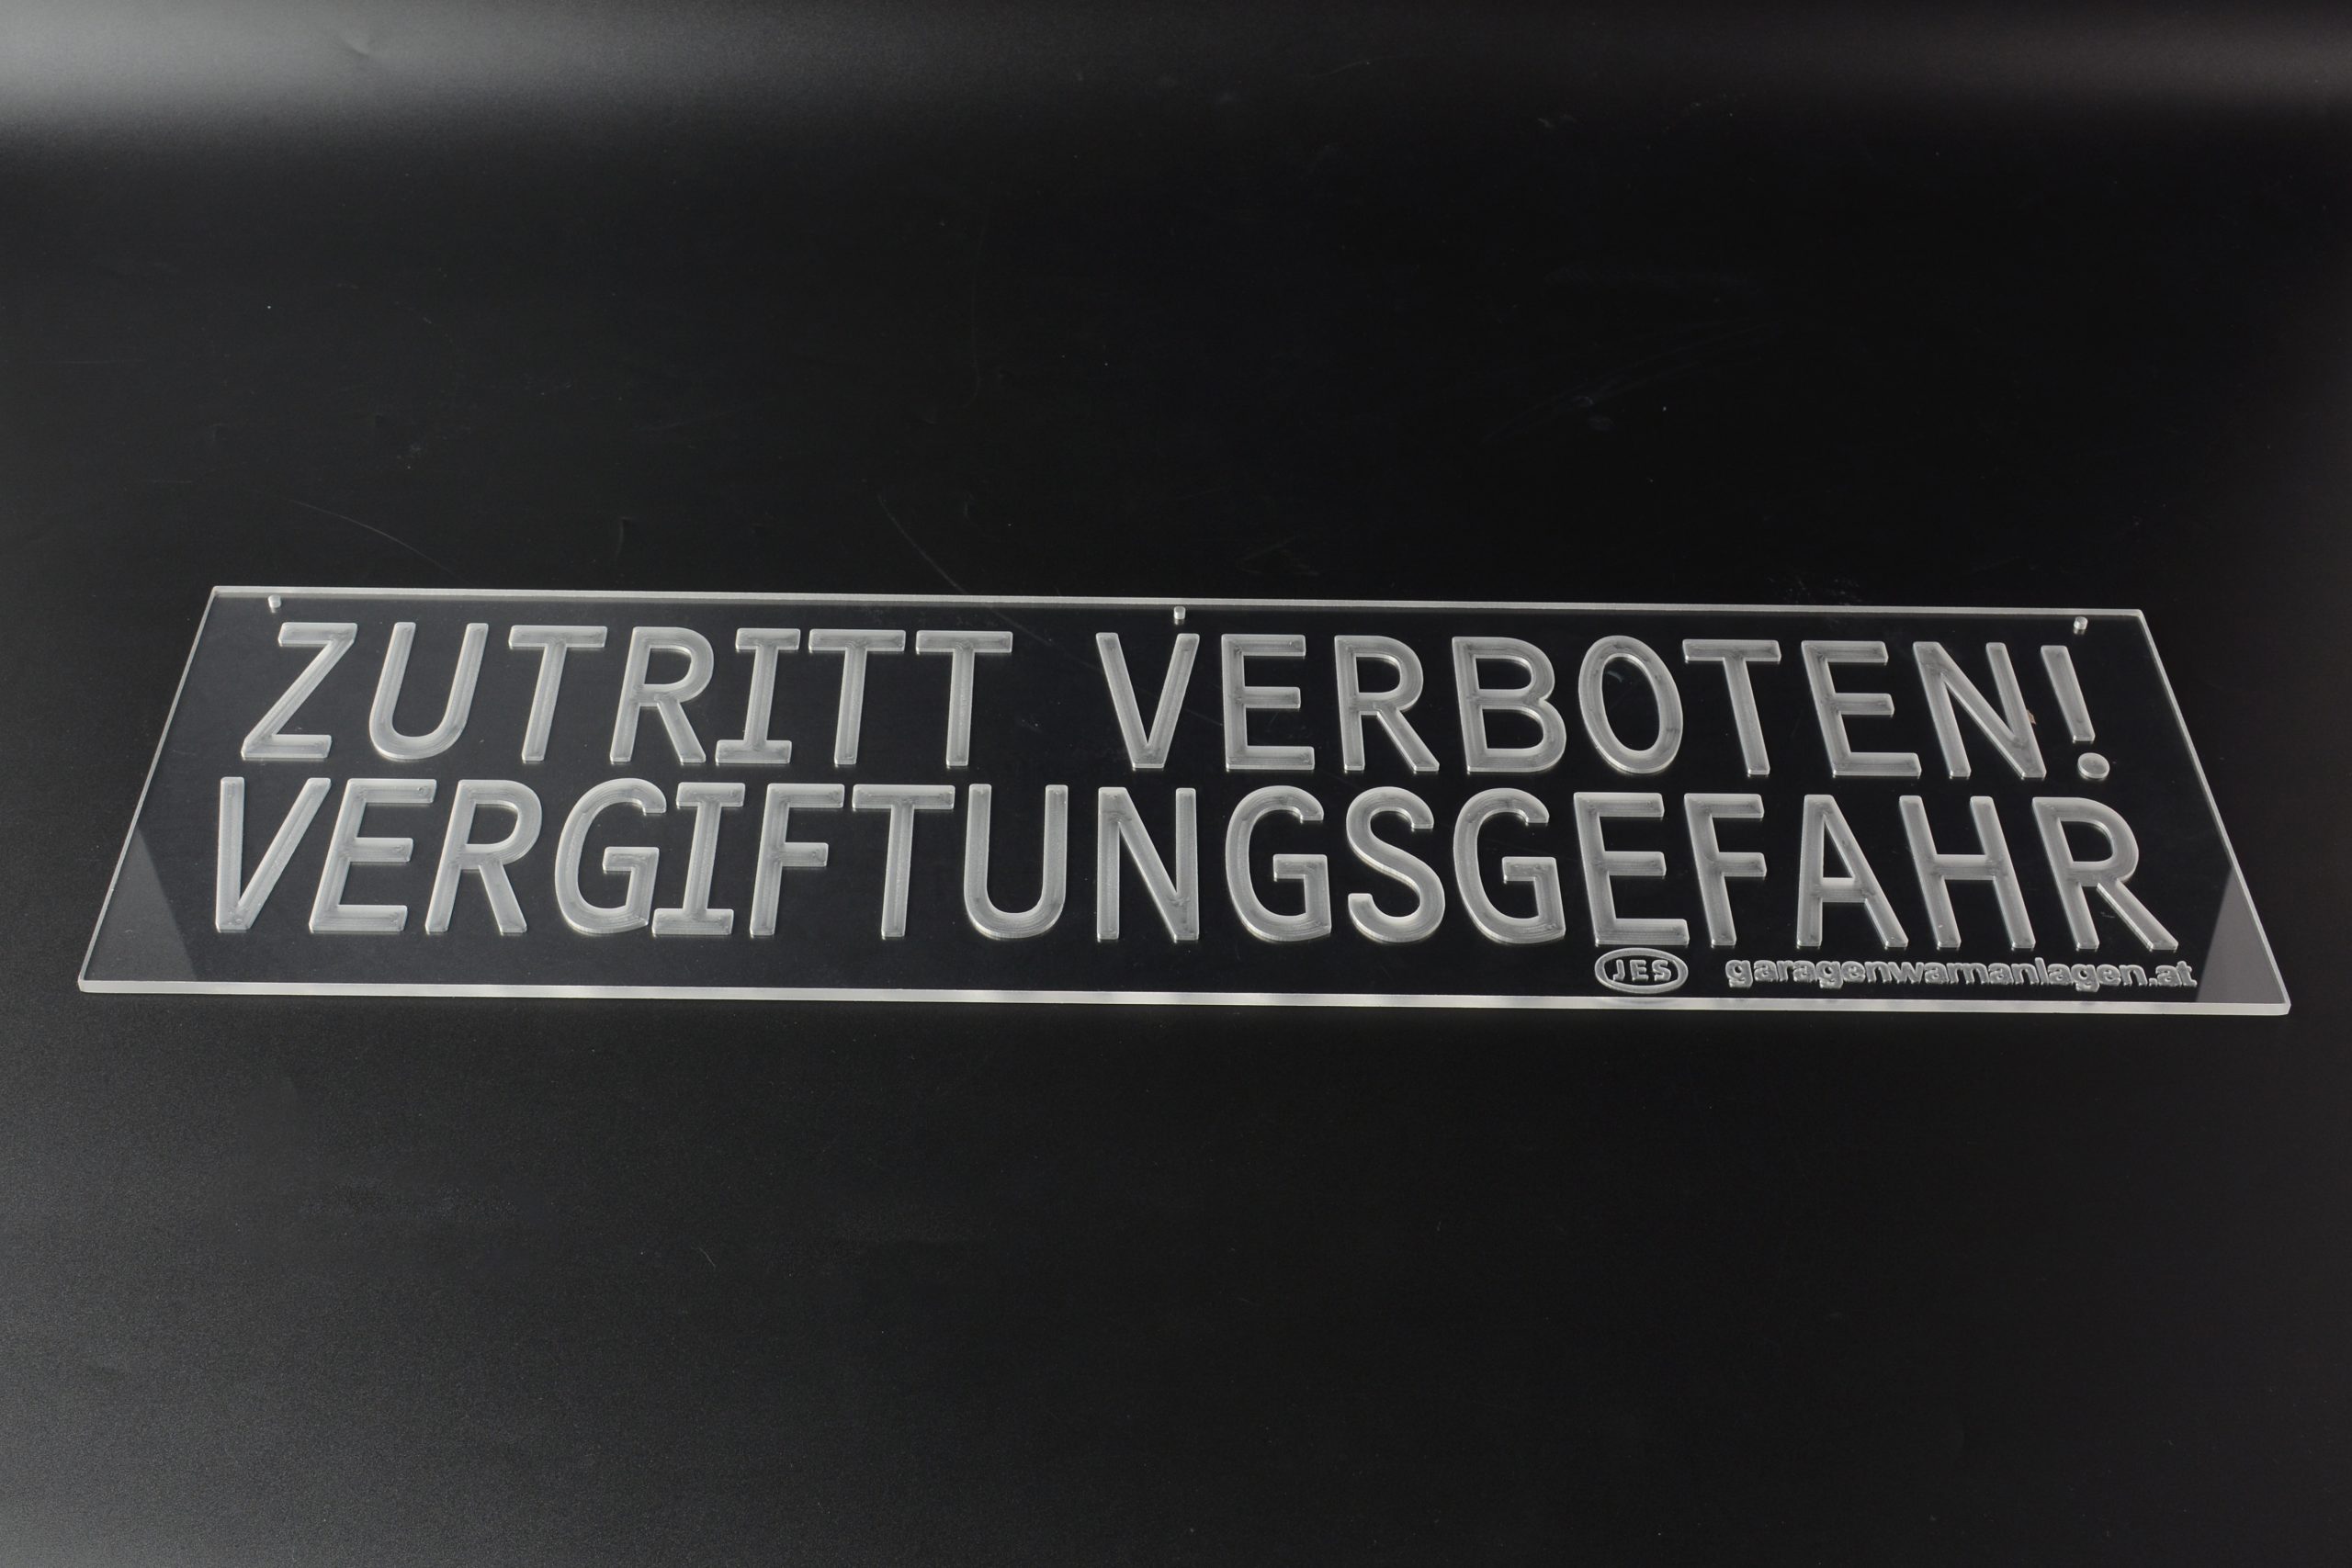 ZUTRITT VERBOTEN!
VERGIFTUNGSGEFAHR
JES garagenwarnanlagen.at